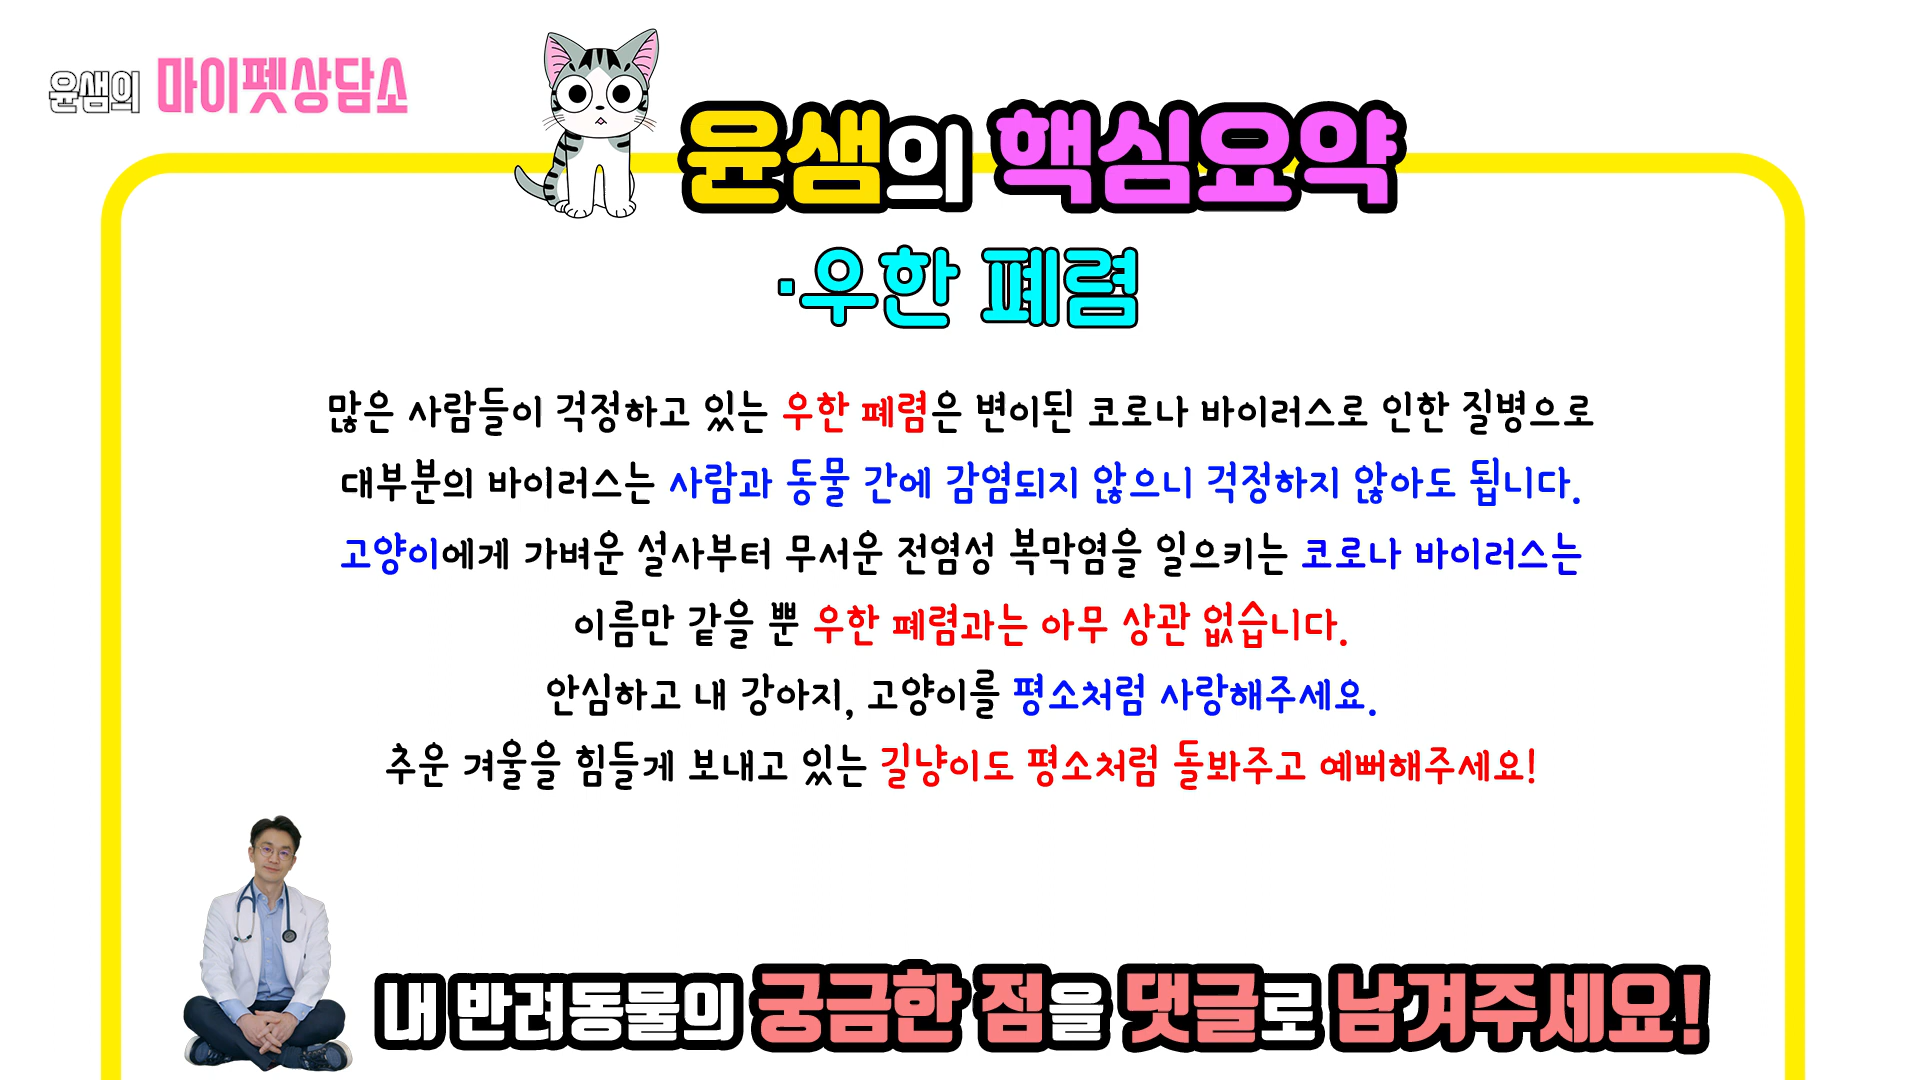 윤샘의 마이펫상담소
윤샘의 핵심요약
·우한 폐렴
많은 사람들이 걱정하고 있는 우한 폐렴은 변이된 코로나 바이러스로 인한 질병으로
대부분의 바이러스는 사람과 동물 간에 감염되지 않으니 걱정하지 않아도 됩니다.
고양이에게 가벼운 설사부터 무서운 전염성 복막염을 일으키는 코로나 바이러스는
이름만 같을 뿐 우한 폐렴과는 아무 상관 없습니다.
안심하고 내 강아지, 고양이를 평소처럼 사랑해주세요.
추운 겨울을 힘들게 보내고 있는 길냥이도 평소처럼 돌봐주고 예뻐해주세요!
내 반려동물의 궁금한 점을 댓글로 남겨주세요!